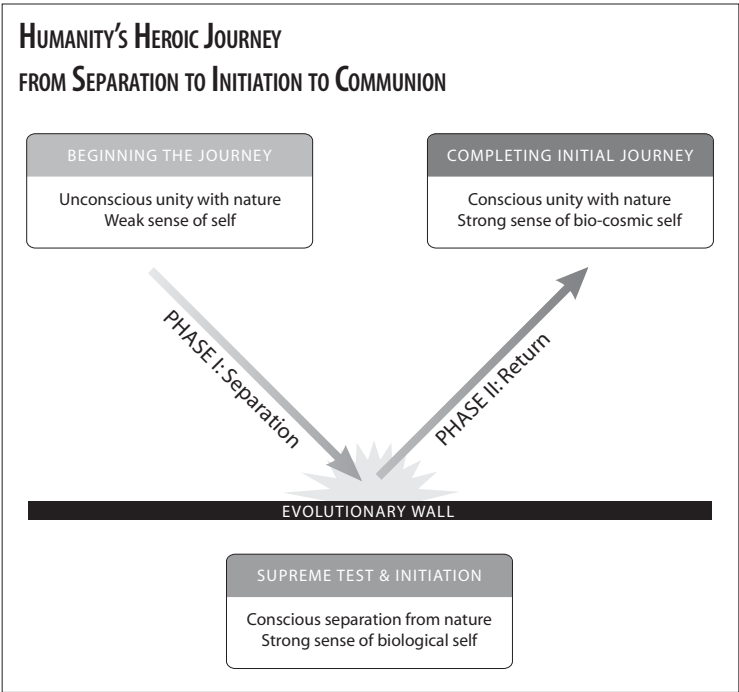 HUMANITY'S HEROIC JOURNEY
FROM SEPARATION TO INITIATION TO COMMUNION
BEGINNING THE JOURNEY
Unconscious unity with nature
Weak sense of self
COMPLETING INITIAL JOURNEY
Conscious unity with nature
Strong sense of bio-cosmic self
PHASE I: Separation
PHASE II: Return
EVOLUTIONARY WALL
SUPREME TEST & INITIATION
Conscious separation from nature
Strong sense of biological self